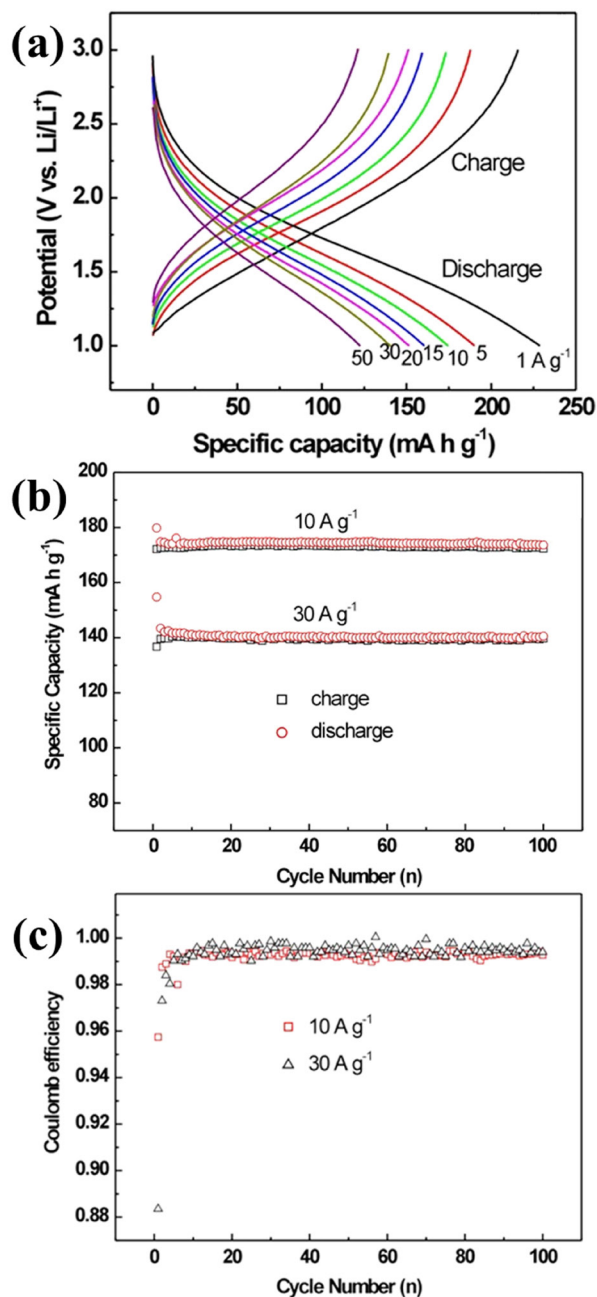 (a)
3.0
2.5
2.0
1.5
1.0
Potential (V vs. Li/Li⁺)
Charge
Discharge
50 30 20 15 10 5 1 A g⁻¹
0 50 100 150 200 250
Specific capacity (mA h g⁻¹)
(b)
200
180
160
140
120
100
80
Specific Capacity (mA h g⁻¹)
10 A g⁻¹
30 A g⁻¹
charge
discharge
0 20 40 60 80 100
Cycle Number (n)
(c)
1.00
0.98
0.96
0.94
0.92
0.90
0.88
Coulomb efficiency
10 A g⁻¹
30 A g⁻¹
0 20 40 60 80 100
Cycle Number (n)